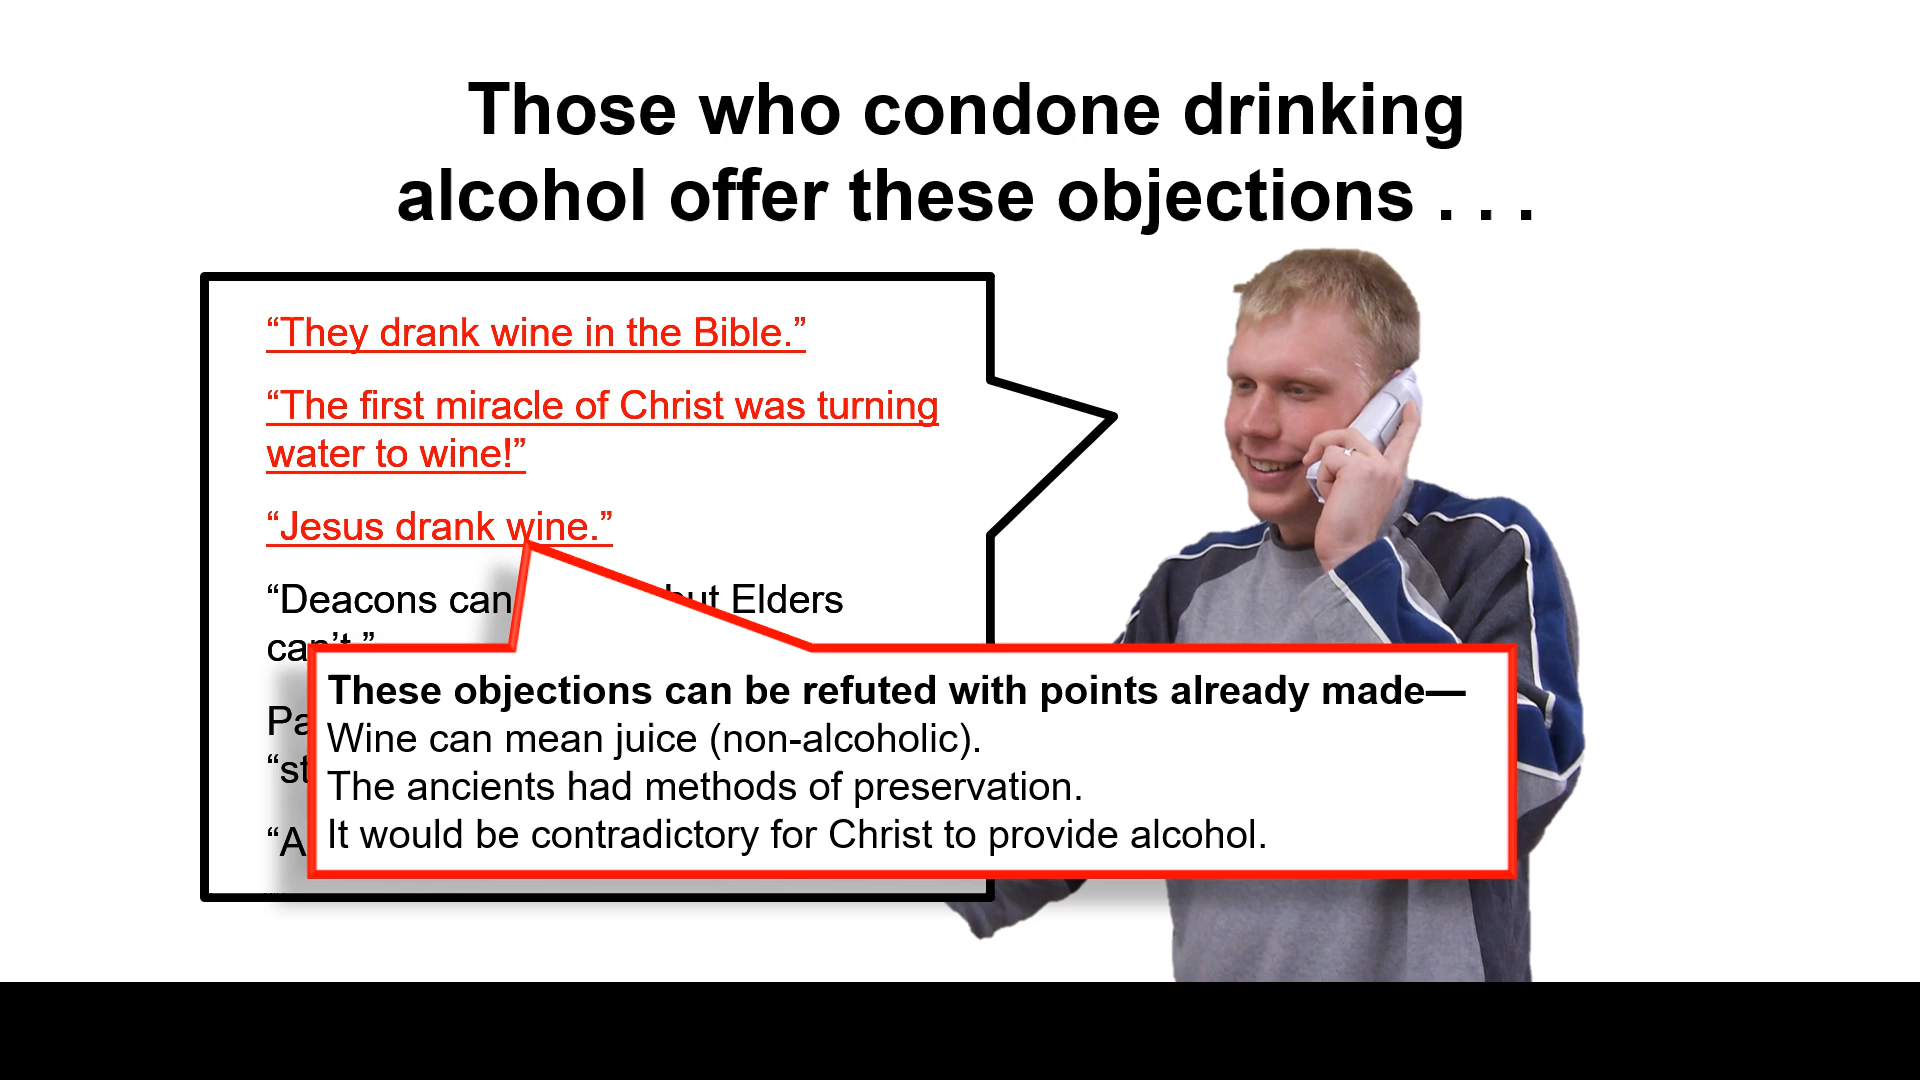 Those who condone drinking
alcohol offer these objections . . .
“They drank wine in the Bible.”
“The first miracle of Christ was turning
water to wine!”
“Jesus drank wine.”
“Deacons can but Elders
can’t.”
These objections can be refuted with points already made—
Wine can mean juice (non-alcoholic).
The ancients had methods of preservation.
It would be contradictory for Christ to provide alcohol.